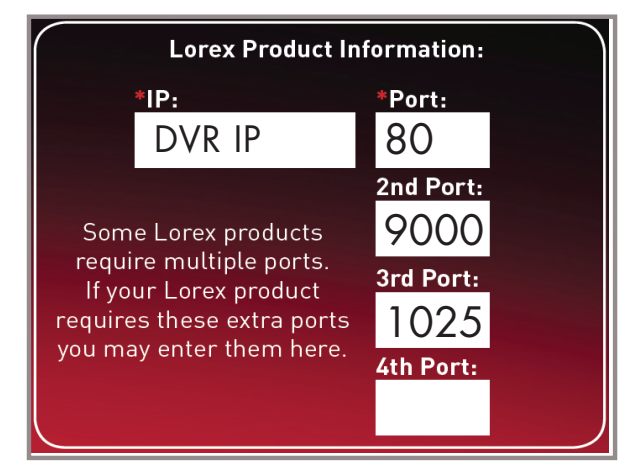 Lorex Product Information:
*IP:
DVR IP
*Port:
80
2nd Port:
9000
Some Lorex products
require multiple ports.
If your Lorex product
requires these extra ports
you may enter them here.
3rd Port:
1025
4th Port: